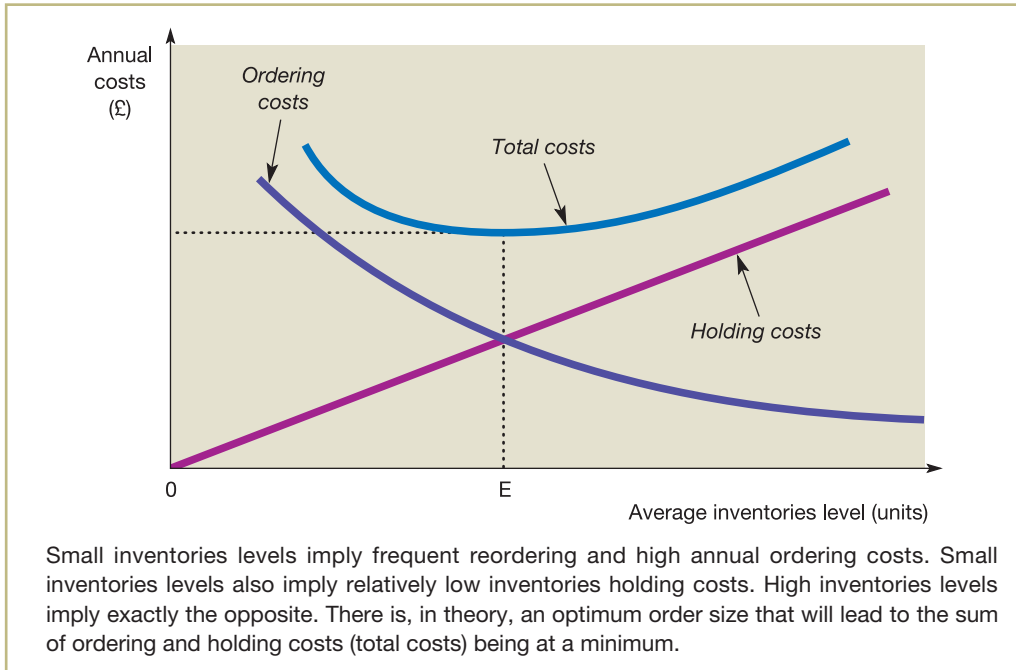 Annual
costs
(£)
Ordering
costs
Total costs
Holding costs
0
E
Average inventories level (units)
Small inventories levels imply frequent reordering and high annual ordering costs. Small
inventories levels also imply relatively low inventories holding costs. High inventories levels
imply exactly the opposite. There is, in theory, an optimum order size that will lead to the sum
of ordering and holding costs (total costs) being at a minimum.